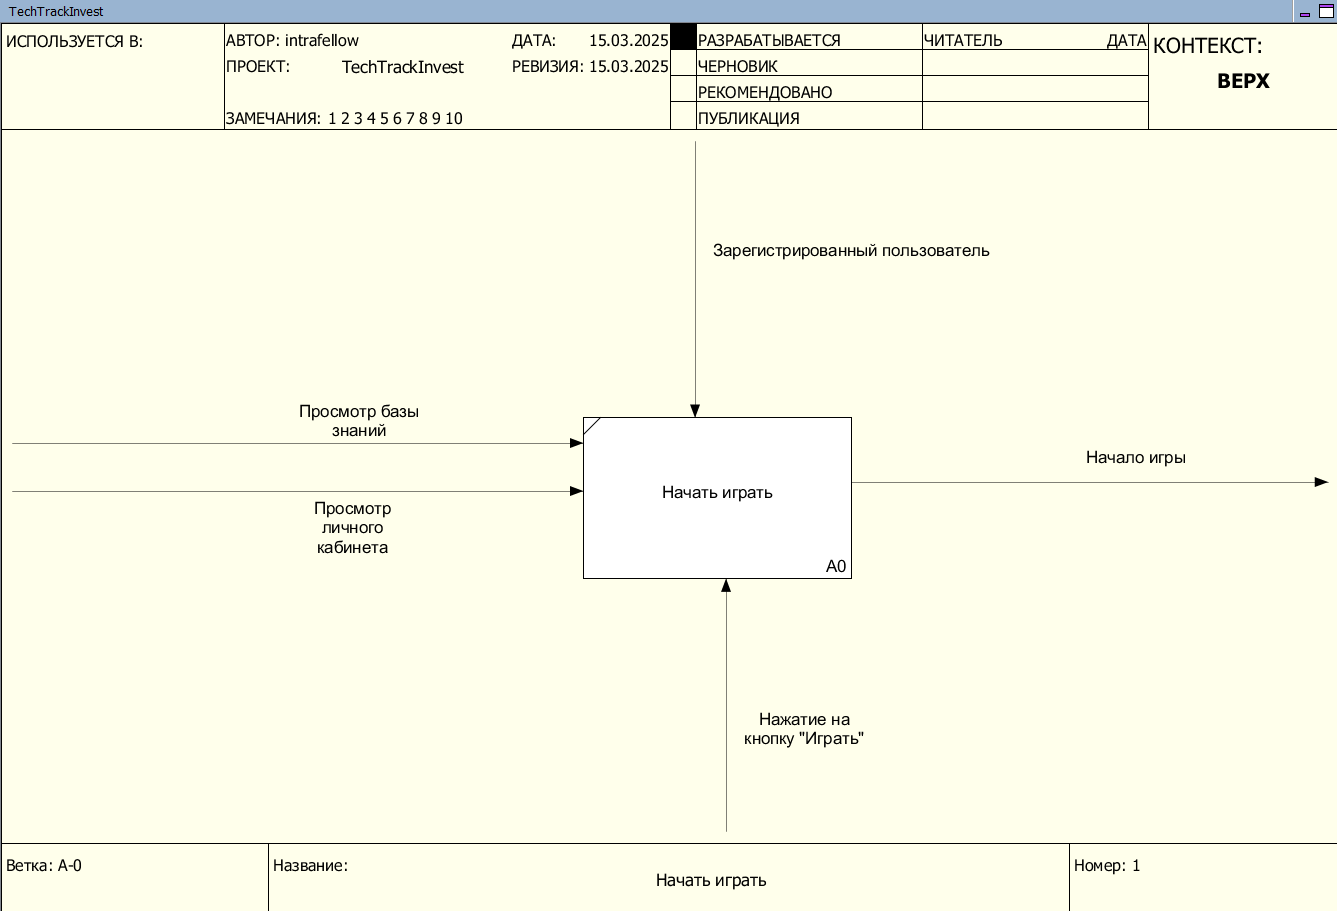 TechTrackInvest
ИСПОЛЬЗУЕТСЯ В:
АВТОР: intrafellow
ДАТА: 15.03.2025
РАЗРАБАТЫВАЕТСЯ
ЧИТАТЕЛЬ
ДАТА
КОНТЕКСТ:
ПРОЕКТ: TechTrackInvest
РЕВИЗИЯ: 15.03.2025
ЧЕРНОВИК
ВЕРХ
РЕКОМЕНДОВАНО
ЗАМЕЧАНИЯ: 1 2 3 4 5 6 7 8 9 10
ПУБЛИКАЦИЯ
Зарегистрированный пользователь
Просмотр базы
знаний
Начало игры
Начать играть
Просмотр
личного
кабинета
A0
Нажатие на
кнопку "Играть"
Ветка: A-0
Название:
Начать играть
Номер: 1